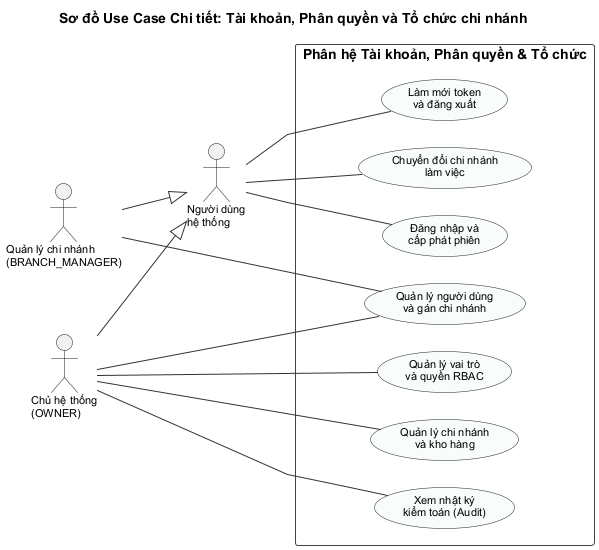 Sơ đồ Use Case Chi tiết: Tài khoản, Phân quyền và Tổ chức chi nhánh
Phân hệ Tài khoản, Phân quyền & Tổ chức
Làm mới token
và đăng xuất
Chuyển đổi chi nhánh
làm việc
Người dùng
hệ thống
Đăng nhập và
cấp phát phiên
Quản lý chi nhánh
(BRANCH_MANAGER)
Quản lý người dùng
và gán chi nhánh
Quản lý vai trò
và quyền RBAC
Chủ hệ thống
(OWNER)
Quản lý chi nhánh
và kho hàng
Xem nhật ký
kiểm toán (Audit)